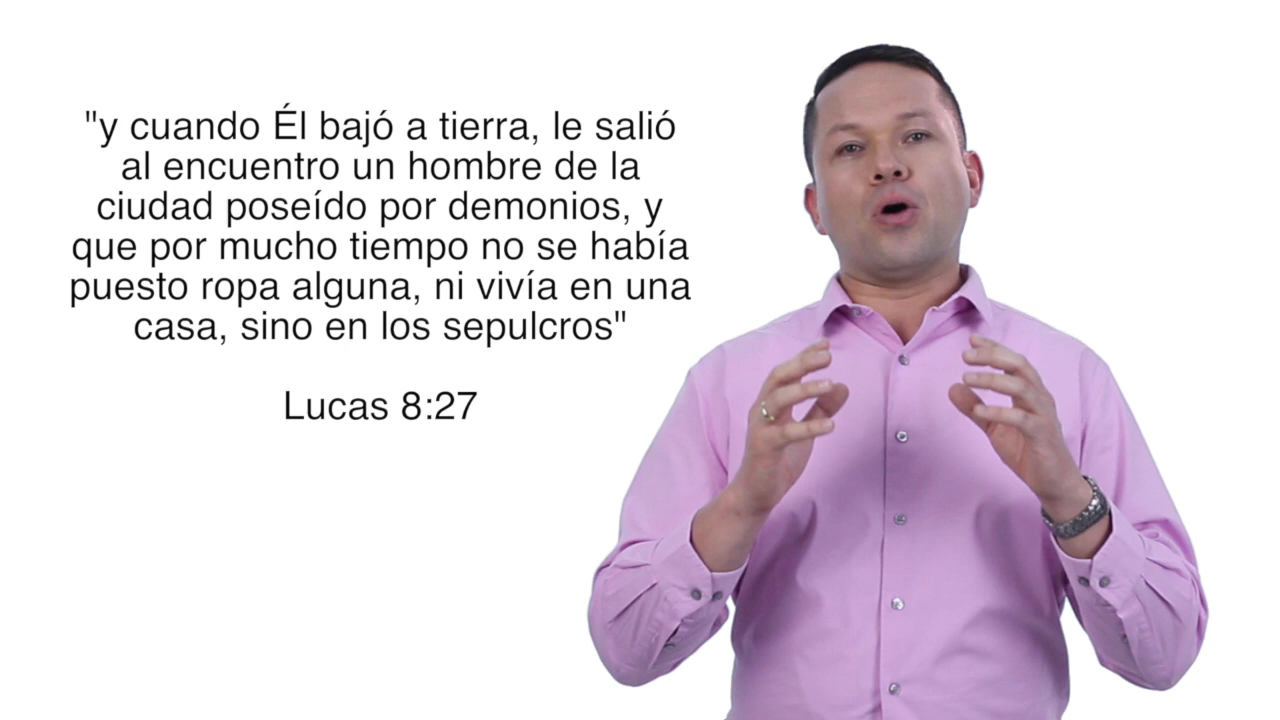 "y cuando Él bajó a tierra, le salió
al encuentro un hombre de la
ciudad poseído por demonios, y
que por mucho tiempo no se había
puesto ropa alguna, ni vivía en una
casa, sino en los sepulcros"
Lucas 8:27